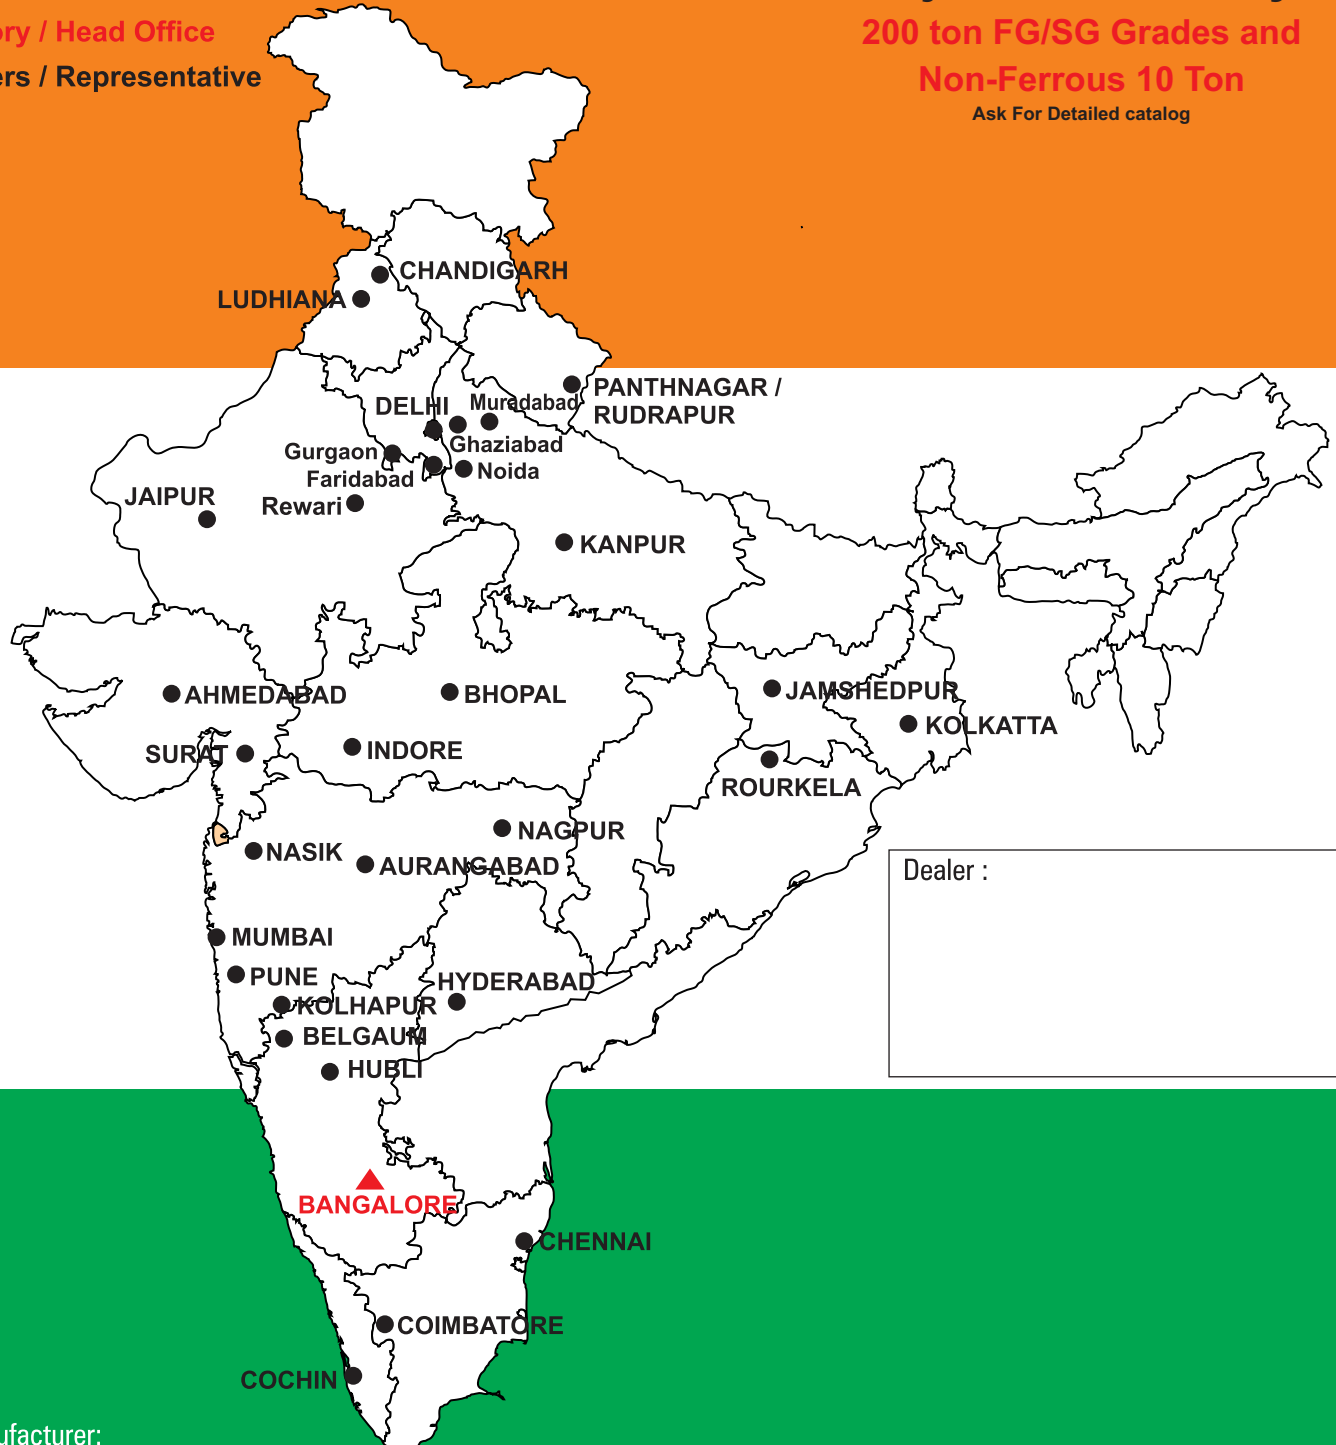 ory / Head Office
ers / Representative
200 ton FG/SG Grades and
Non-Ferrous 10 Ton
Ask For Detailed catalog
CHANDIGARH
LUDHIANA
PANTHNAGAR /
RUDRAPUR
DELHI
Muradabad
Ghaziabad
Gurgaon
Noida
Faridabad
Rewari
JAIPUR
KANPUR
AHMEDABAD
BHOPAL
JAMSHEDPUR
KOLKATTA
SURAT
INDORE
ROURKELA
NAGPUR
NASIK
AURANGABAD
Dealer :
MUMBAI
PUNE
HYDERABAD
KOLHAPUR
BELGAUM
HUBLI
BANGALORE
CHENNAI
COIMBATORE
COCHIN
ufacturer: